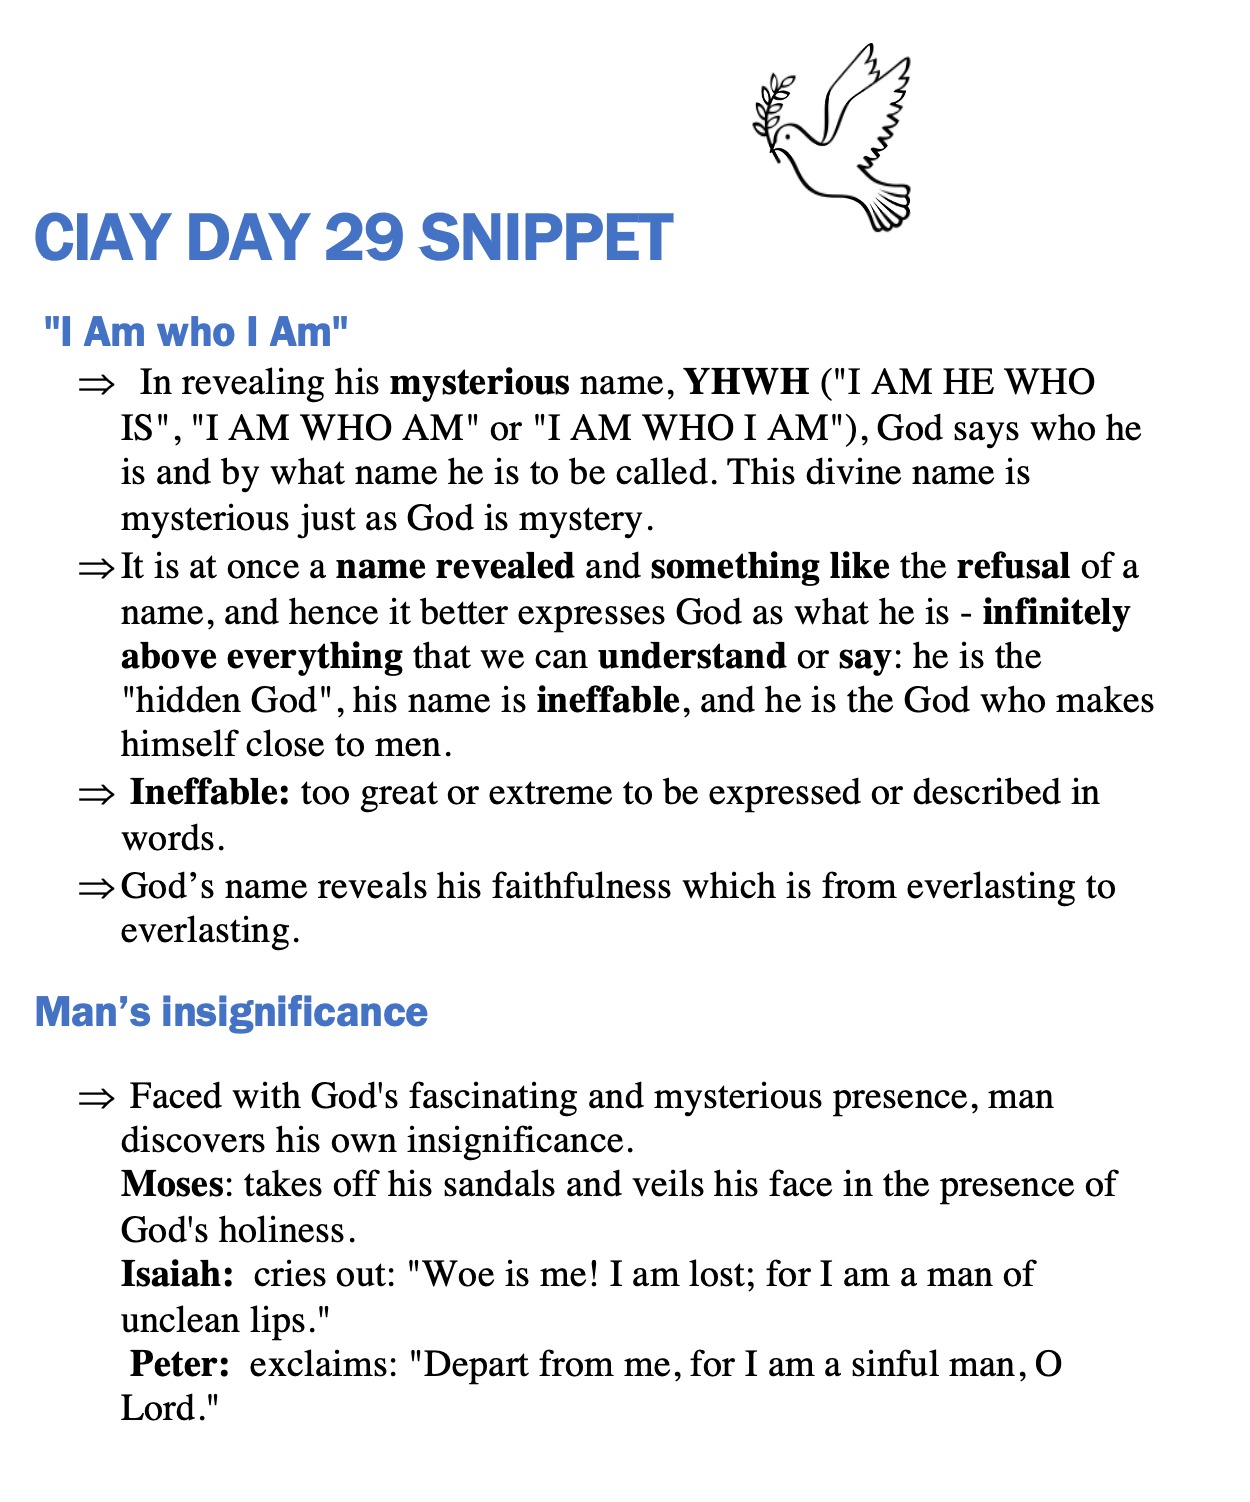 CIAY DAY 29 SNIPPET
"I Am who I Am"
⇒ In revealing his mysterious name, YHWH ("I AM HE WHO
IS", "I AM WHO AM" or "I AM WHO I AM"), God says who he
is and by what name he is to be called. This divine name is
mysterious just as God is mystery.
⇒ It is at once a name revealed and something like the refusal of a
name, and hence it better expresses God as what he is - infinitely
above everything that we can understand or say: he is the
"hidden God", his name is ineffable, and he is the God who makes
himself close to men.
⇒ Ineffable: too great or extreme to be expressed or described in
words.
⇒ God’s name reveals his faithfulness which is from everlasting to
everlasting.
Man’s insignificance
⇒ Faced with God's fascinating and mysterious presence, man
discovers his own insignificance.
Moses: takes off his sandals and veils his face in the presence of
God's holiness.
Isaiah: cries out: "Woe is me! I am lost; for I am a man of
unclean lips."
Peter: exclaims: "Depart from me, for I am a sinful man, O
Lord."